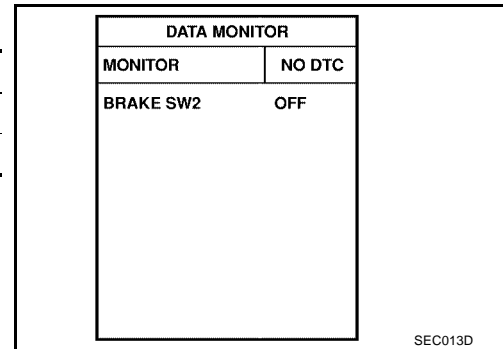 DATA MONITOR
MONITOR NO DTC
BRAKE SW2 OFF
SEC013D